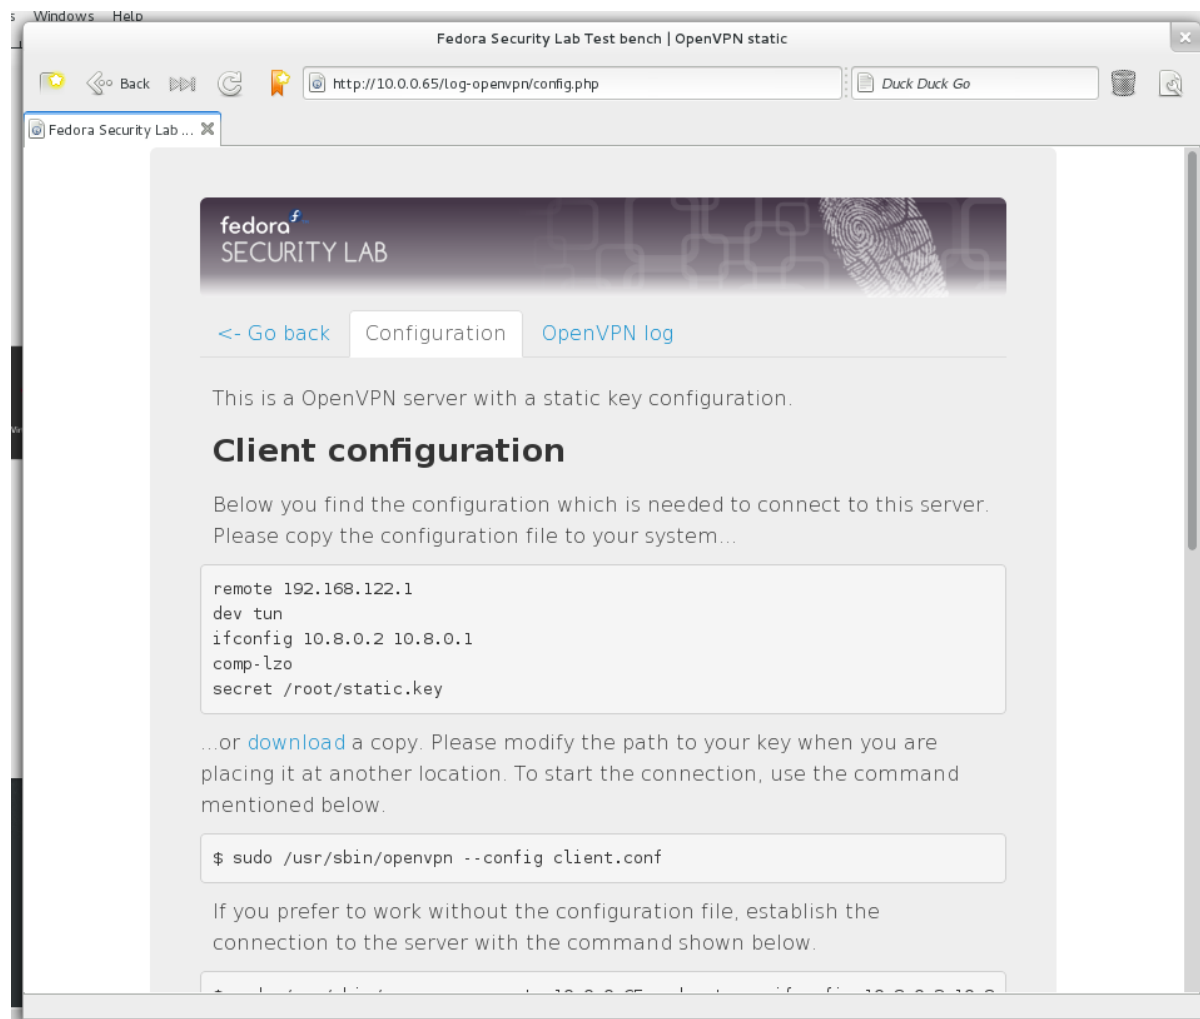 Windows Help
Fedora Security Lab Test bench | OpenVPN static
Back
http://10.0.0.65/log-openvpn/config.php
Duck Duck Go
Fedora Security Lab ...
fedora
SECURITY LAB
<- Go back
Configuration
OpenVPN log
This is a OpenVPN server with a static key configuration.
Client configuration
Below you find the configuration which is needed to connect to this server.
Please copy the configuration file to your system...
remote 192.168.122.1
dev tun
ifconfig 10.8.0.2 10.8.0.1
comp-lzo
secret /root/static.key
...or download a copy. Please modify the path to your key when you are
placing it at another location. To start the connection, use the command
mentioned below.
$ sudo /usr/sbin/openvpn --config client.conf
If you prefer to work without the configuration file, establish the
connection to the server with the command shown below.